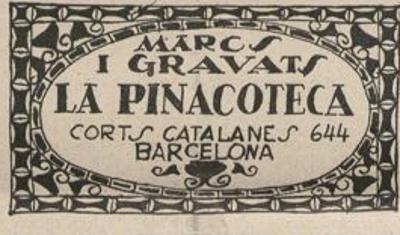 MARCS
I GRAVATS
LA PINACOTECA
CORTS CATALANES 644
BARCELONA